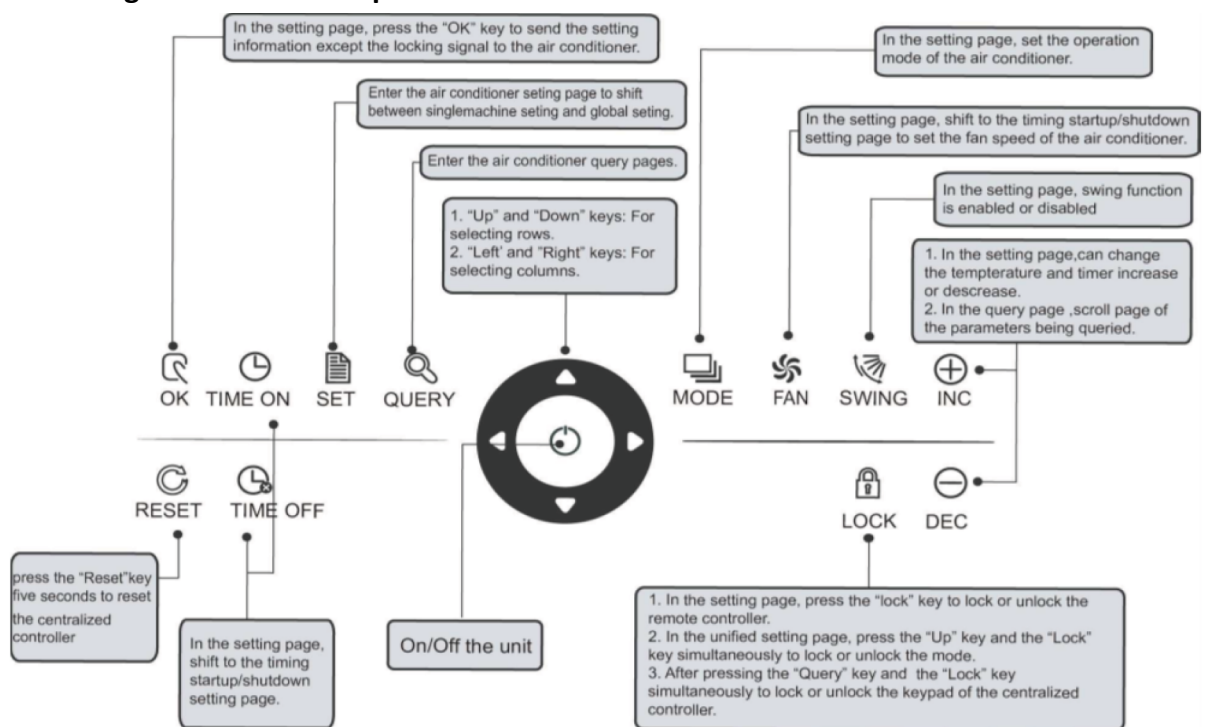 In the setting page, press the “OK” key to send the setting
information except the locking signal to the air conditioner.
In the setting page, set the operation
mode of the air conditioner.
Enter the air conditioner seting page to shift
between singlemachine seting and global seting.
In the setting page, shift to the timing startup/shutdown
setting page to set the fan speed of the air conditioner.
Enter the air conditioner query pages.
In the setting page, swing function
is enabled or disabled
1. “Up” and “Down” keys: For
selecting rows.
2. “Left’ and “Right” keys: For
selecting columns.
1. In the setting page,can change
the tempterature and timer increase
or descrease.
2. In the query page ,scroll page of
the parameters being queried.
OK TIME ON SET QUERY MODE FAN SWING INC
RESET TIME OFF LOCK DEC
press the “Reset”key
five seconds to reset
the centralized
controller
In the setting page,
shift to the timing
startup/shutdown
setting page.
On/Off the unit
1. In the setting page, press the “lock” key to lock or unlock the
remote controller.
2. In the unified setting page, press the “Up” key and the “Lock”
key simultaneously to lock or unlock the mode.
3. After pressing the “Query” key and the “Lock” key
simultaneously to lock or unlock the keypad of the centralized
controller.